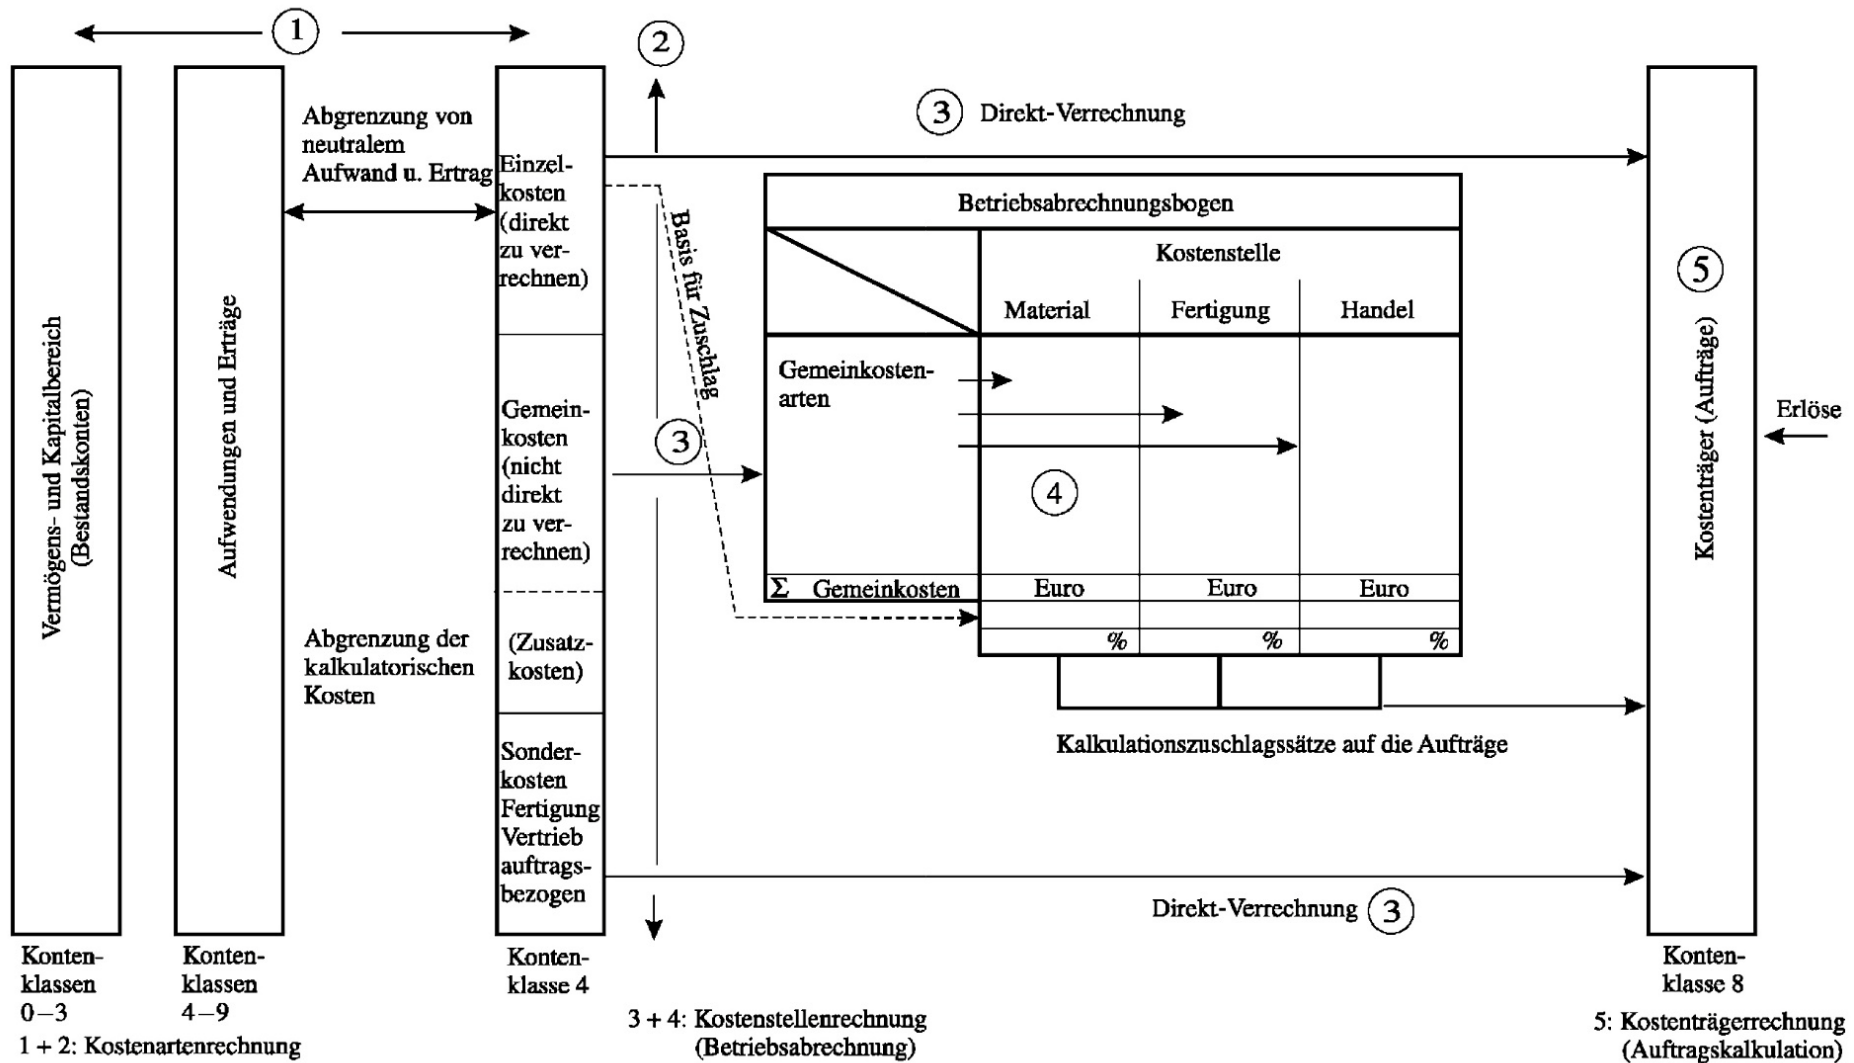 1
2
3 Direkt-Verrechnung
Abgrenzung von
neutralem
Aufwand u. Ertrag
Vermögens- und Kapitalbereich
(Bestandskonten)
Aufwendungen und Erträge
Einzel-
kosten
(direkt
zu ver-
rechnen)
Gemein-
kosten
(nicht
direkt
zu ver-
rechnen)
(Zusatz-
kosten)
Sonder-
kosten
Fertigung
Vertrieb
auftrags-
bezogen
Abgrenzung der
kalkulatorischen
Kosten
Basis für Zuschlag
3
Betriebsabrechnungsbogen
Kostenstelle
Material Fertigung Handel
Gemeinkosten-
arten
4
Σ Gemeinkosten Euro Euro Euro
% % %
Kalkulationszuschlagssätze auf die Aufträge
Direkt-Verrechnung 3
5
Kostenträger (Aufträge)
Erlöse
Konten-
klassen
0–3
Konten-
klassen
4–9
Konten-
klasse 4
Konten-
klasse 8
1 + 2: Kostenartenrechnung
3 + 4: Kostenstellenrechnung
(Betriebsabrechnung)
5: Kostenträgerrechnung
(Auftragskalkulation)